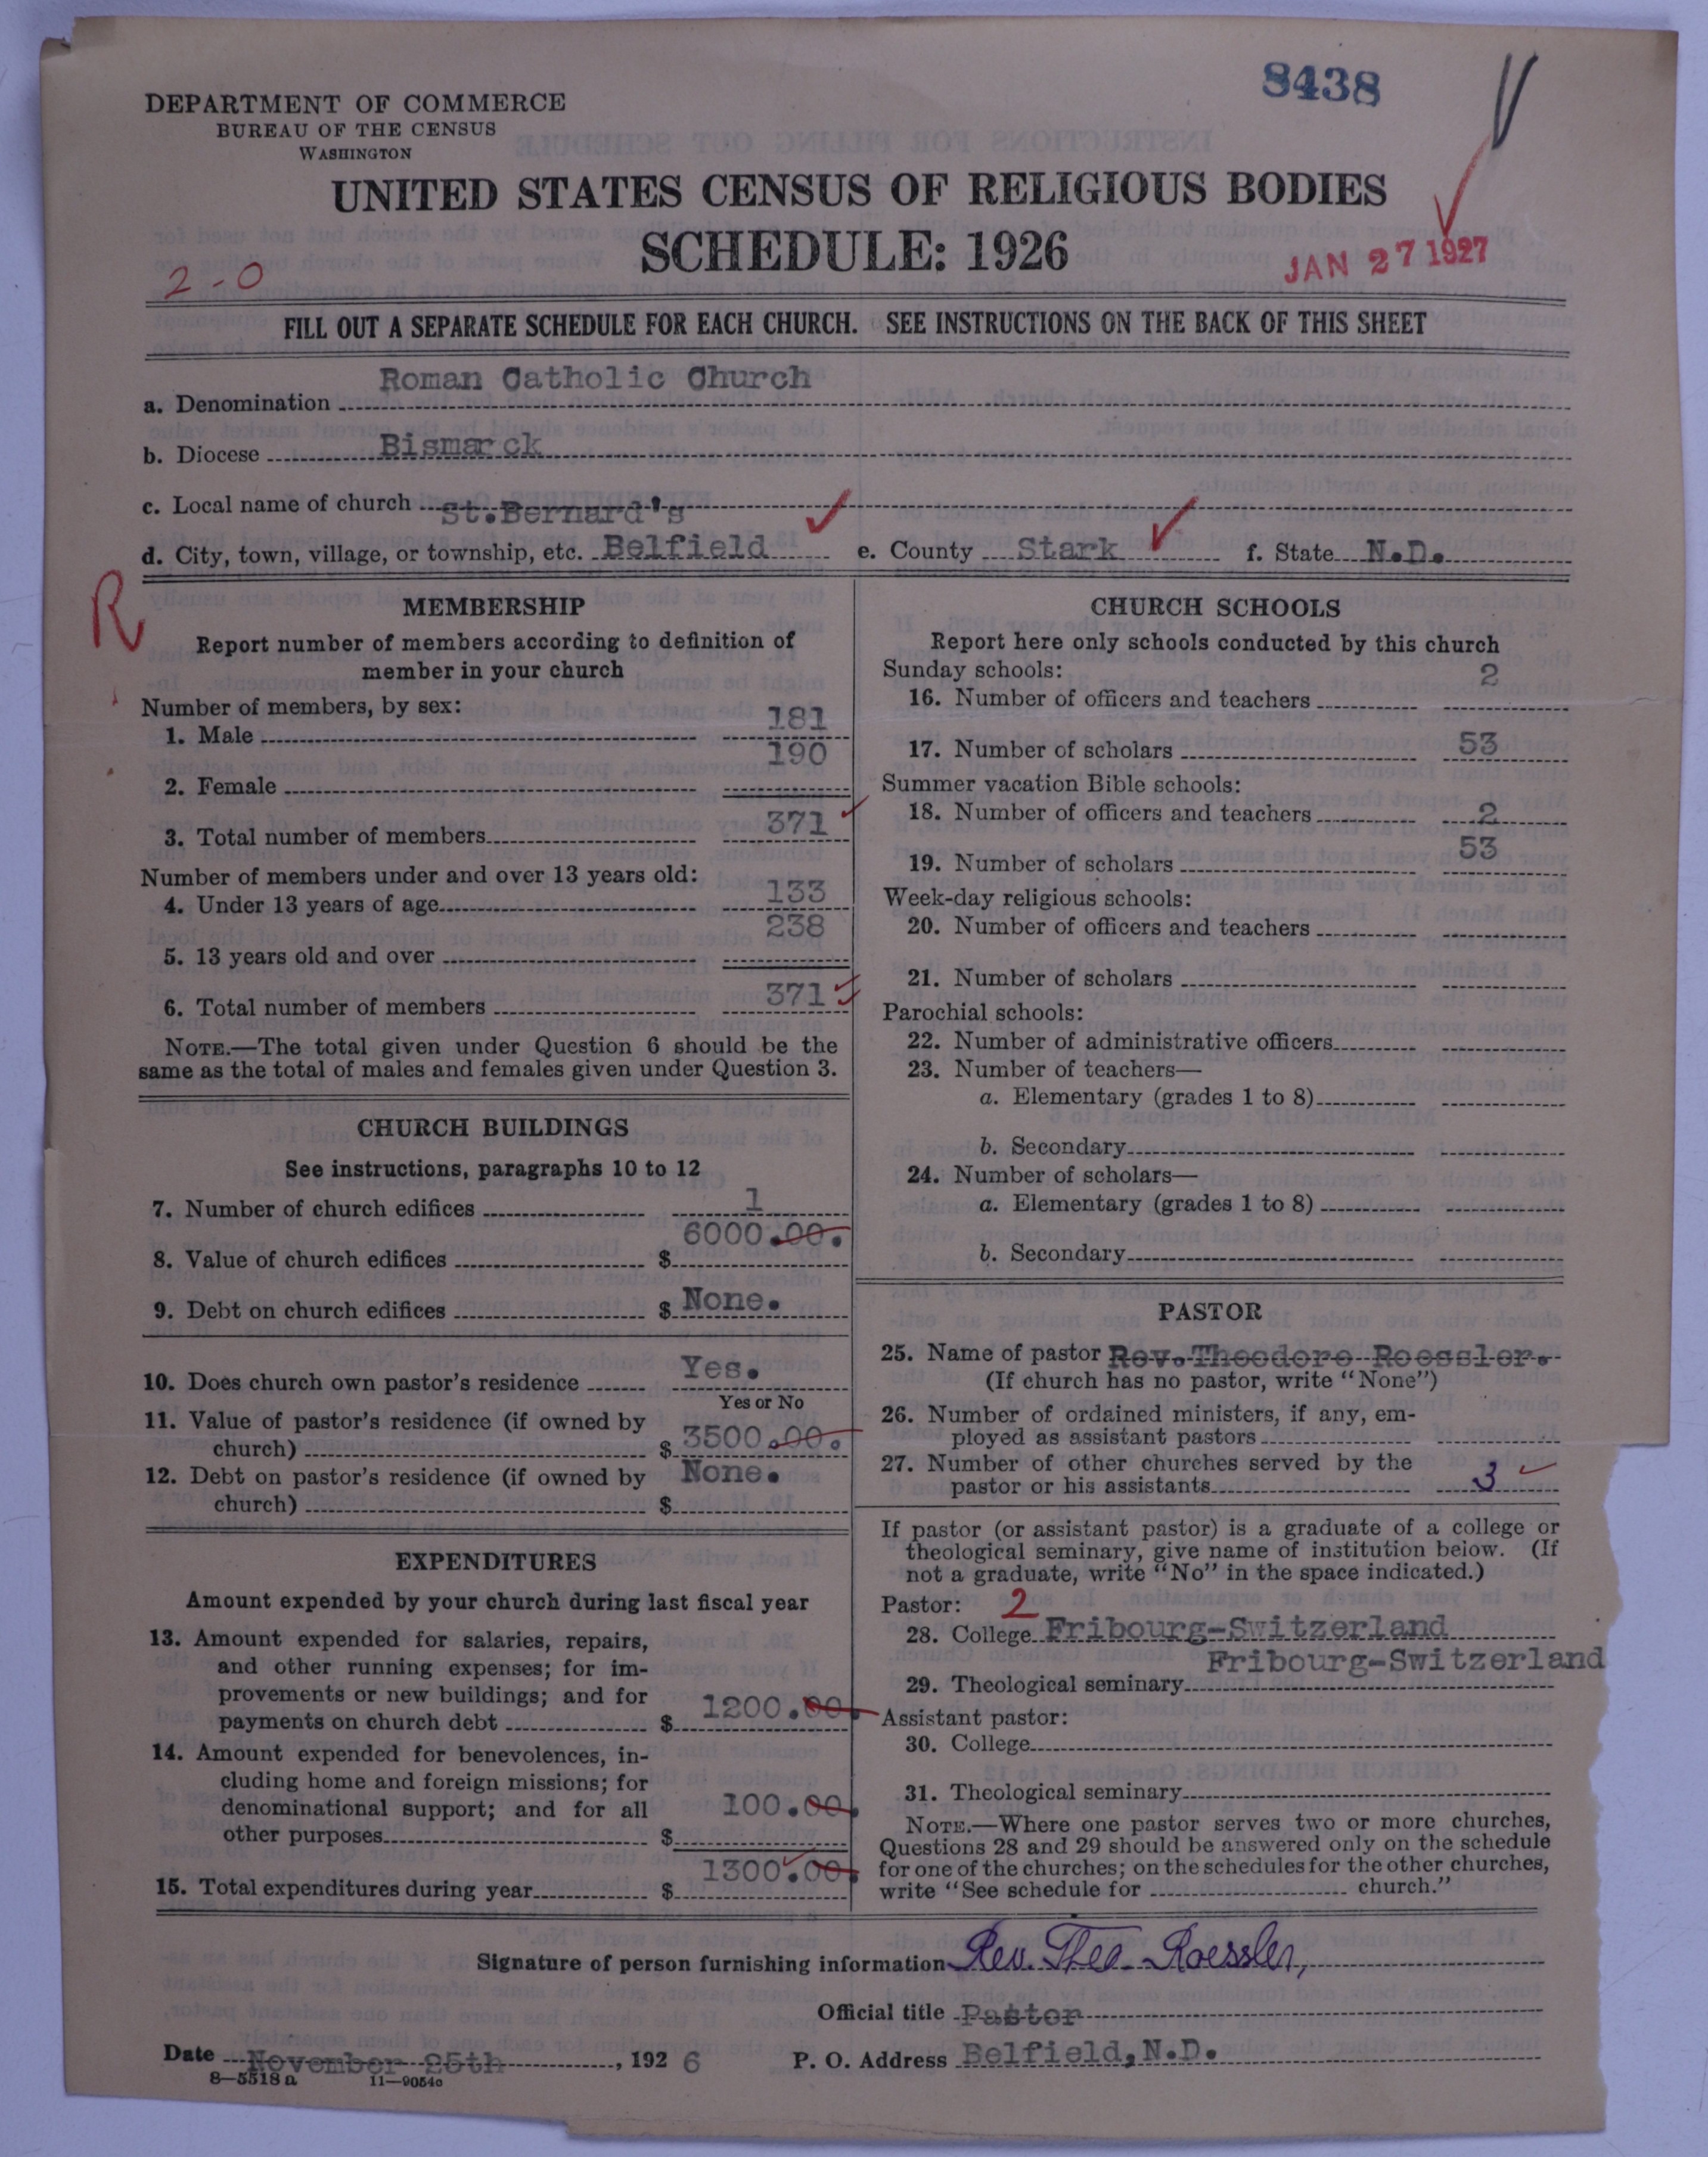 8438
DEPARTMENT OF COMMERCE
BUREAU OF THE CENSUS
WASHINGTON
UNITED STATES CENSUS OF RELIGIOUS BODIES
SCHEDULE: 1926
JAN 27 1927
2-0
FILL OUT A SEPARATE SCHEDULE FOR EACH CHURCH. SEE INSTRUCTIONS ON THE BACK OF THIS SHEET
a. Denomination Roman Catholic Church
b. Diocese Bismarck
c. Local name of church St.Bernard's
d. City, town, village, or township, etc. Belfield e. County Stark f. State N.D.
R
MEMBERSHIP
Report number of members according to definition of
member in your church
Number of members, by sex:
1. Male 181
2. Female 190
3. Total number of members 371
Number of members under and over 13 years old:
4. Under 13 years of age 133
5. 13 years old and over 238
6. Total number of members 371
NOTE.—The total given under Question 6 should be the
same as the total of males and females given under Question 3.
CHURCH BUILDINGS
See instructions, paragraphs 10 to 12
7. Number of church edifices 1
8. Value of church edifices $ 6000.00.
9. Debt on church edifices $ None.
10. Does church own pastor's residence Yes.
Yes or No
11. Value of pastor's residence (if owned by
church) $ 3500.00.
12. Debt on pastor's residence (if owned by
church) $ None.
EXPENDITURES
Amount expended by your church during last fiscal year
13. Amount expended for salaries, repairs,
and other running expenses; for im-
provements or new buildings; and for
payments on church debt $ 1200.00.
14. Amount expended for benevolences, in-
cluding home and foreign missions; for
denominational support; and for all
other purposes $ 100.00.
15. Total expenditures during year $ 1300.00.
CHURCH SCHOOLS
Report here only schools conducted by this church
Sunday schools:
16. Number of officers and teachers 2
17. Number of scholars 53
Summer vacation Bible schools:
18. Number of officers and teachers 2
19. Number of scholars 53
Week-day religious schools:
20. Number of officers and teachers
21. Number of scholars
Parochial schools:
22. Number of administrative officers
23. Number of teachers—
a. Elementary (grades 1 to 8)
b. Secondary
24. Number of scholars—
a. Elementary (grades 1 to 8)
b. Secondary
PASTOR
25. Name of pastor Rev.Theodore Roessler.
(If church has no pastor, write "None")
26. Number of ordained ministers, if any, em-
ployed as assistant pastors
27. Number of other churches served by the
pastor or his assistants 3
If pastor (or assistant pastor) is a graduate of a college or
theological seminary, give name of institution below. (If
not a graduate, write "No" in the space indicated.)
Pastor: 2
28. College Fribourg-Switzerland
29. Theological seminary Fribourg-Switzerland
Assistant pastor:
30. College
31. Theological seminary
NOTE.—Where one pastor serves two or more churches,
Questions 28 and 29 should be answered only on the schedule
for one of the churches; on the schedules for the other churches,
write "See schedule for church."
Signature of person furnishing information Rev. Theo. Roessler,
Official title Pastor
Date November 25th, 1926 P. O. Address Belfield,N.D.
8—5518a 11—9054c